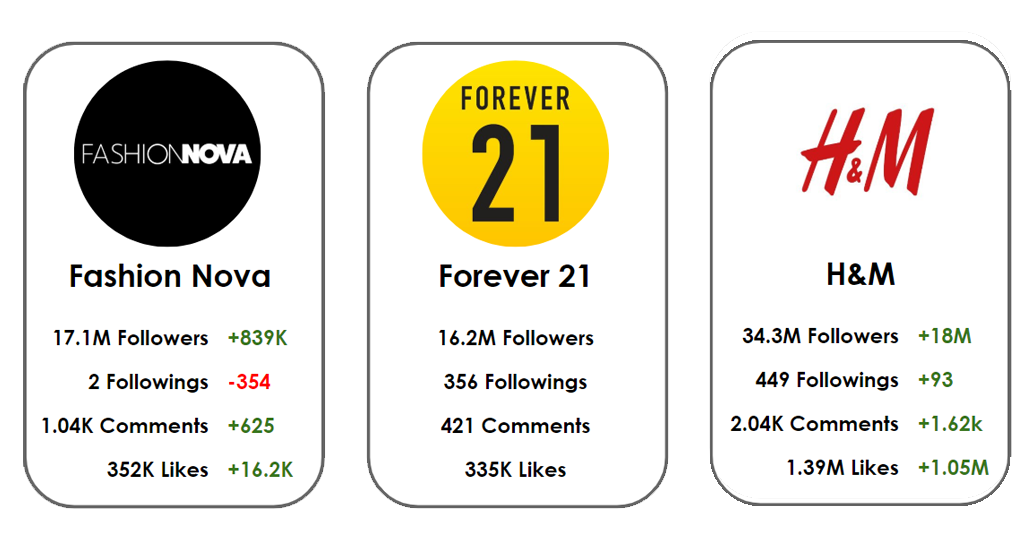 FASHIONNOVA
Fashion Nova
17.1M Followers +839K
2 Followings -354
1.04K Comments +625
352K Likes +16.2K
FOREVER
21
Forever 21
16.2M Followers
356 Followings
421 Comments
335K Likes
H&M
H&M
34.3M Followers +18M
449 Followings +93
2.04K Comments +1.62k
1.39M Likes +1.05M